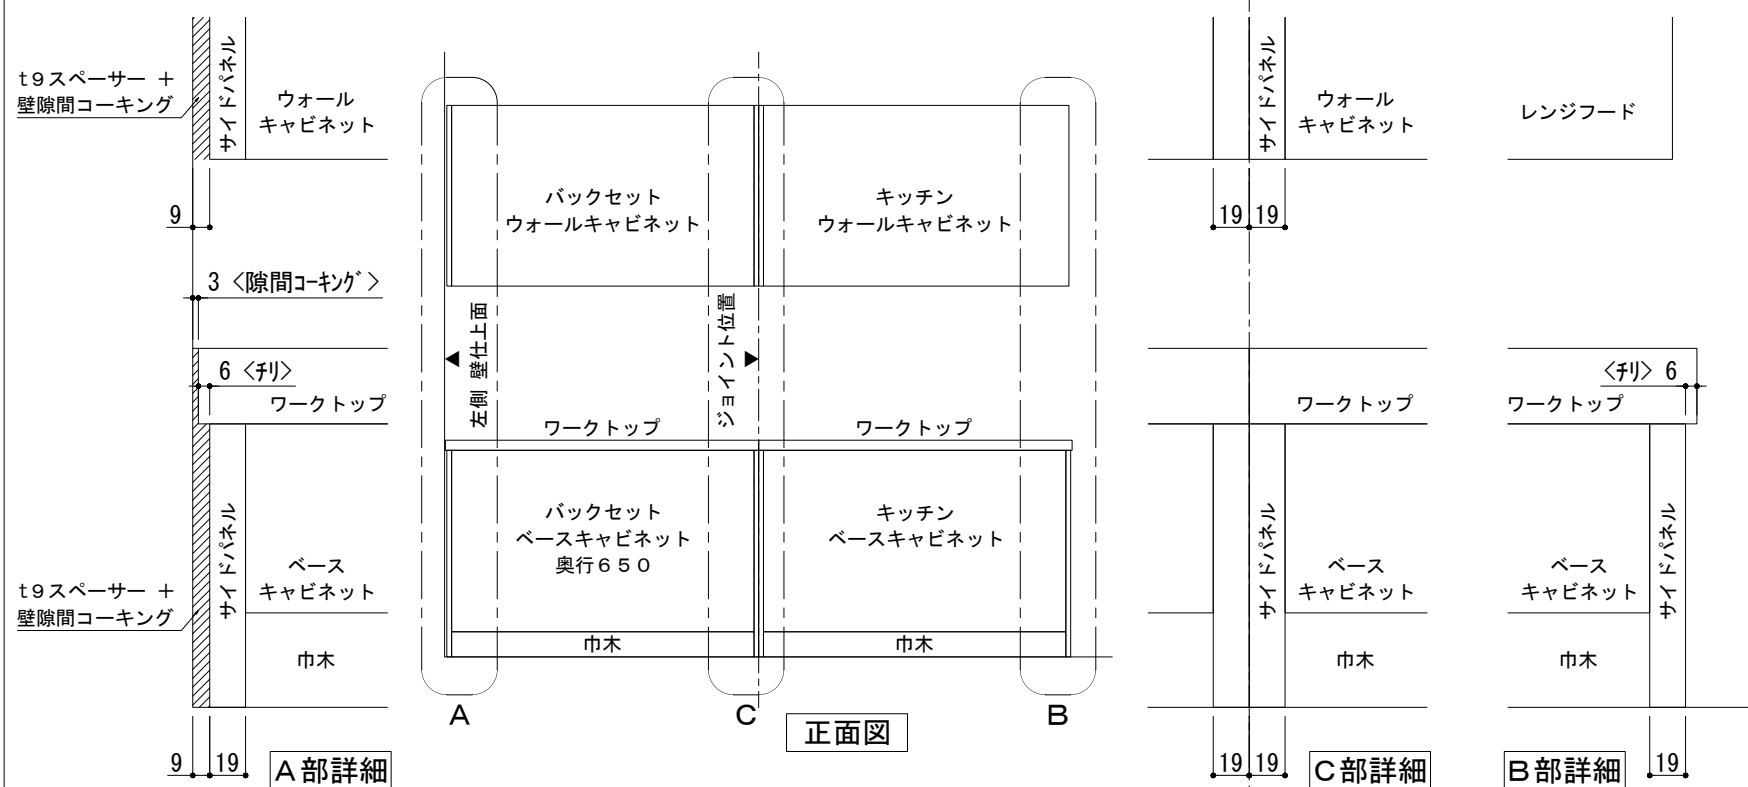 t9スペーサー ＋
壁隙間コーキング
サイドパネル
ウォール
キャビネット
9
3 〈隙間コーキング〉
6 〈チリ〉
ワークトップ
t9スペーサー ＋
壁隙間コーキング
サイドパネル
ベース
キャビネット
巾木
9
19
A部詳細
バックセット
ウォールキャビネット
キッチン
ウォールキャビネット
左側 壁仕上面
ジョイント位置
ワークトップ
ワークトップ
バックセット
ベースキャビネット
奥行650
キッチン
ベースキャビネット
巾木
巾木
A
C
B
正面図
サイドパネル
ウォール
キャビネット
19
19
ワークトップ
サイドパネル
ベース
キャビネット
巾木
19
19
C部詳細
レンジフード
〈チリ〉 6
ワークトップ
ベース
キャビネット
サイドパネル
巾木
19
B部詳細